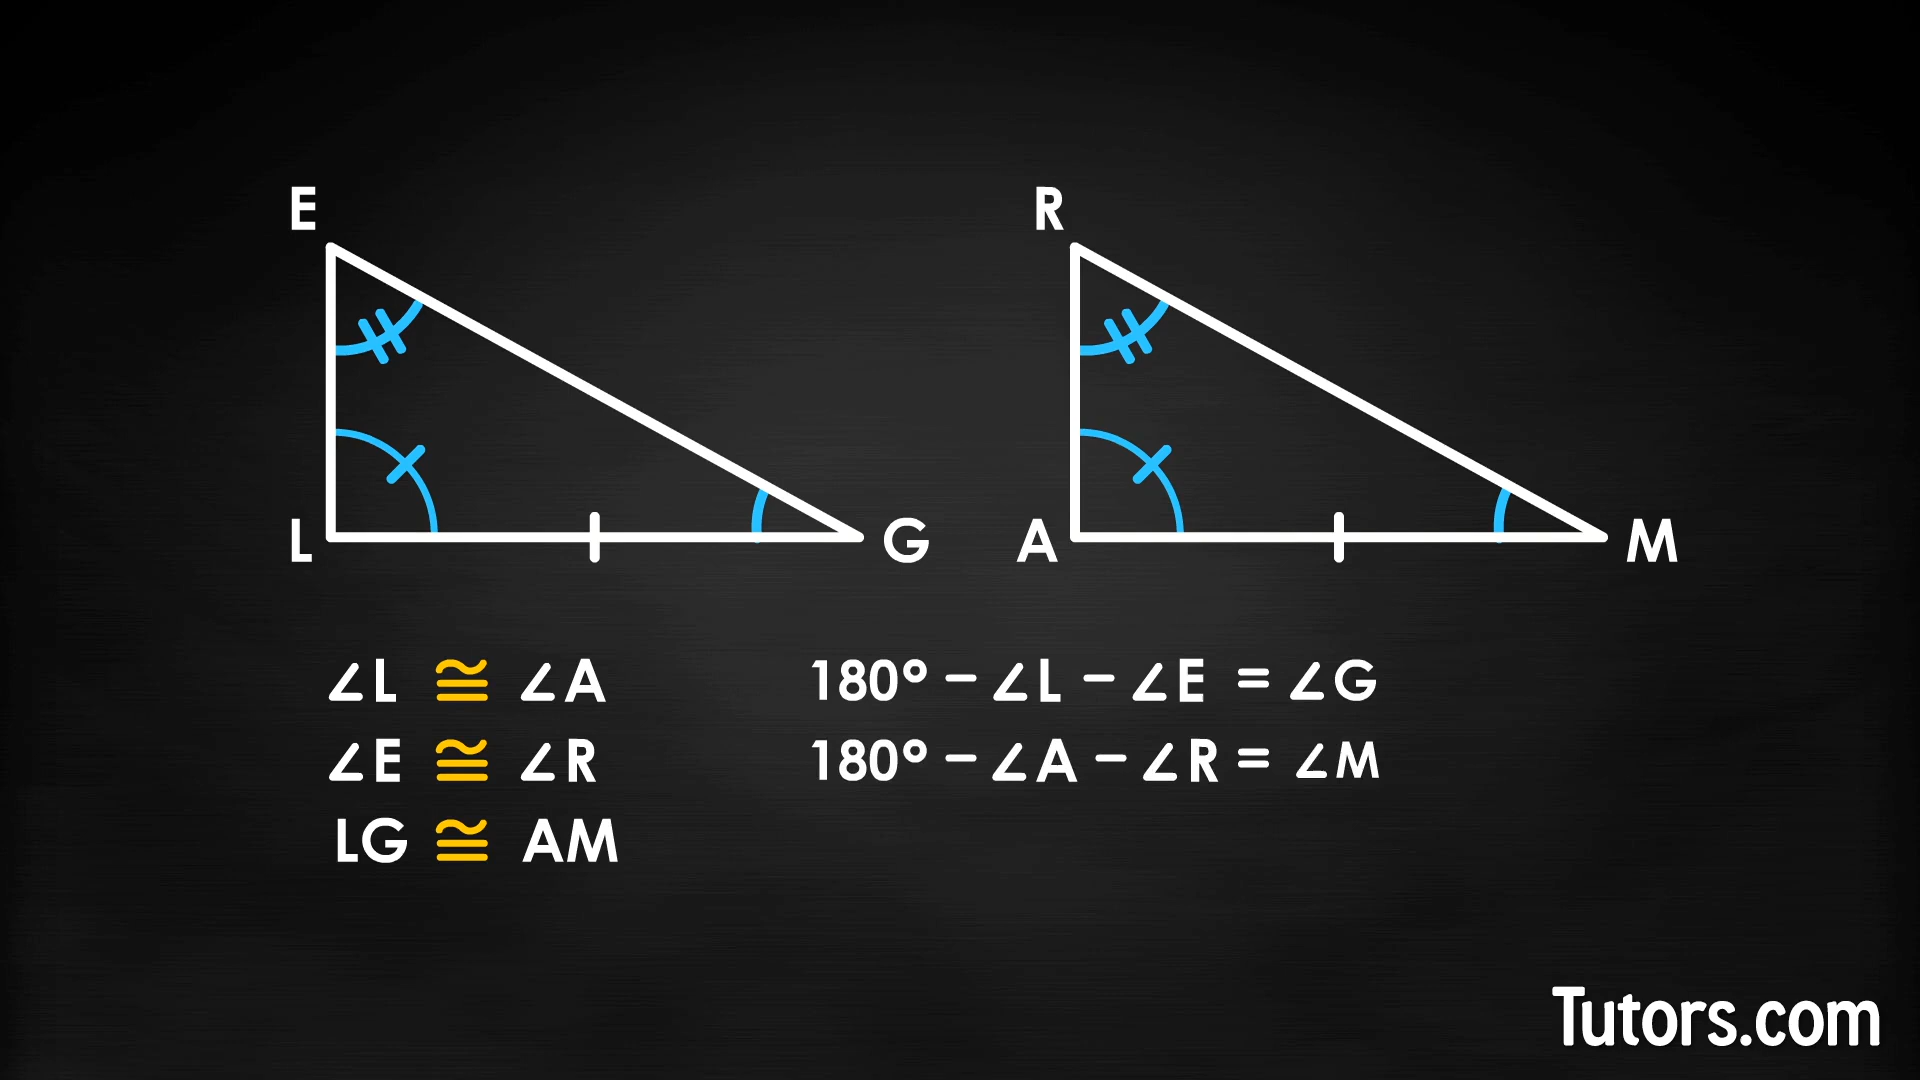 E
R
L
G
A
M
∠L ≅ ∠A
180° − ∠L − ∠E = ∠G
∠E ≅ ∠R
180° − ∠A − ∠R = ∠M
LG ≅ AM
Tutors.com